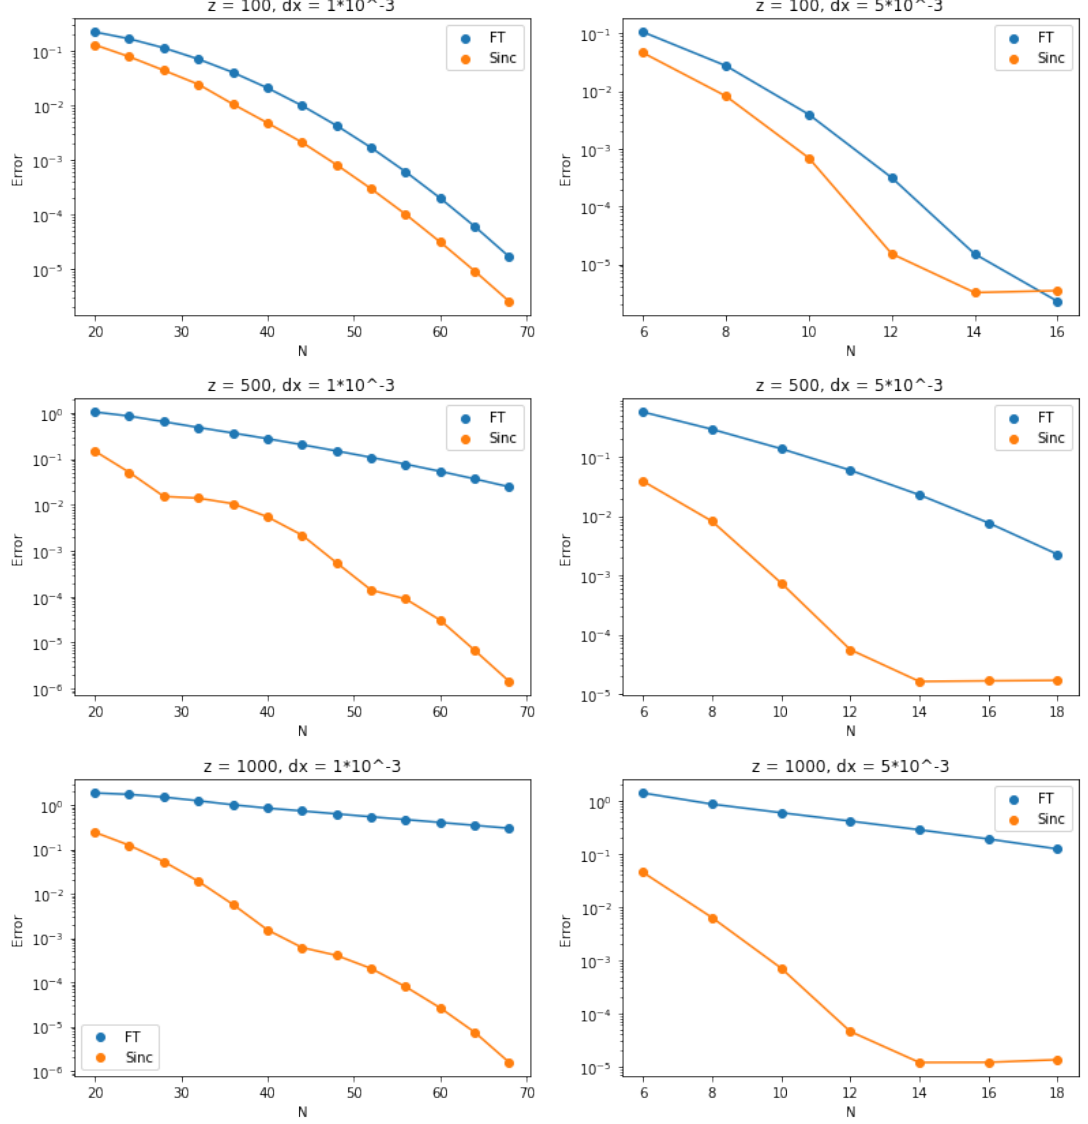 z = 100, dx = 1*10^-3
FT
Sinc
10⁻¹
10⁻²
10⁻³
10⁻⁴
10⁻⁵
Error
20 30 40 50 60 70
N
z = 100, dx = 5*10^-3
FT
Sinc
10⁻¹
10⁻²
10⁻³
10⁻⁴
10⁻⁵
Error
6 8 10 12 14 16
N
z = 500, dx = 1*10^-3
FT
Sinc
10⁰
10⁻¹
10⁻²
10⁻³
10⁻⁴
10⁻⁵
10⁻⁶
Error
20 30 40 50 60 70
N
z = 500, dx = 5*10^-3
FT
Sinc
10⁻¹
10⁻²
10⁻³
10⁻⁴
10⁻⁵
Error
6 8 10 12 14 16 18
N
z = 1000, dx = 1*10^-3
10⁰
10⁻¹
10⁻²
10⁻³
10⁻⁴
10⁻⁵
10⁻⁶
Error
FT
Sinc
20 30 40 50 60 70
N
z = 1000, dx = 5*10^-3
FT
Sinc
10⁰
10⁻¹
10⁻²
10⁻³
10⁻⁴
10⁻⁵
Error
6 8 10 12 14 16 18
N